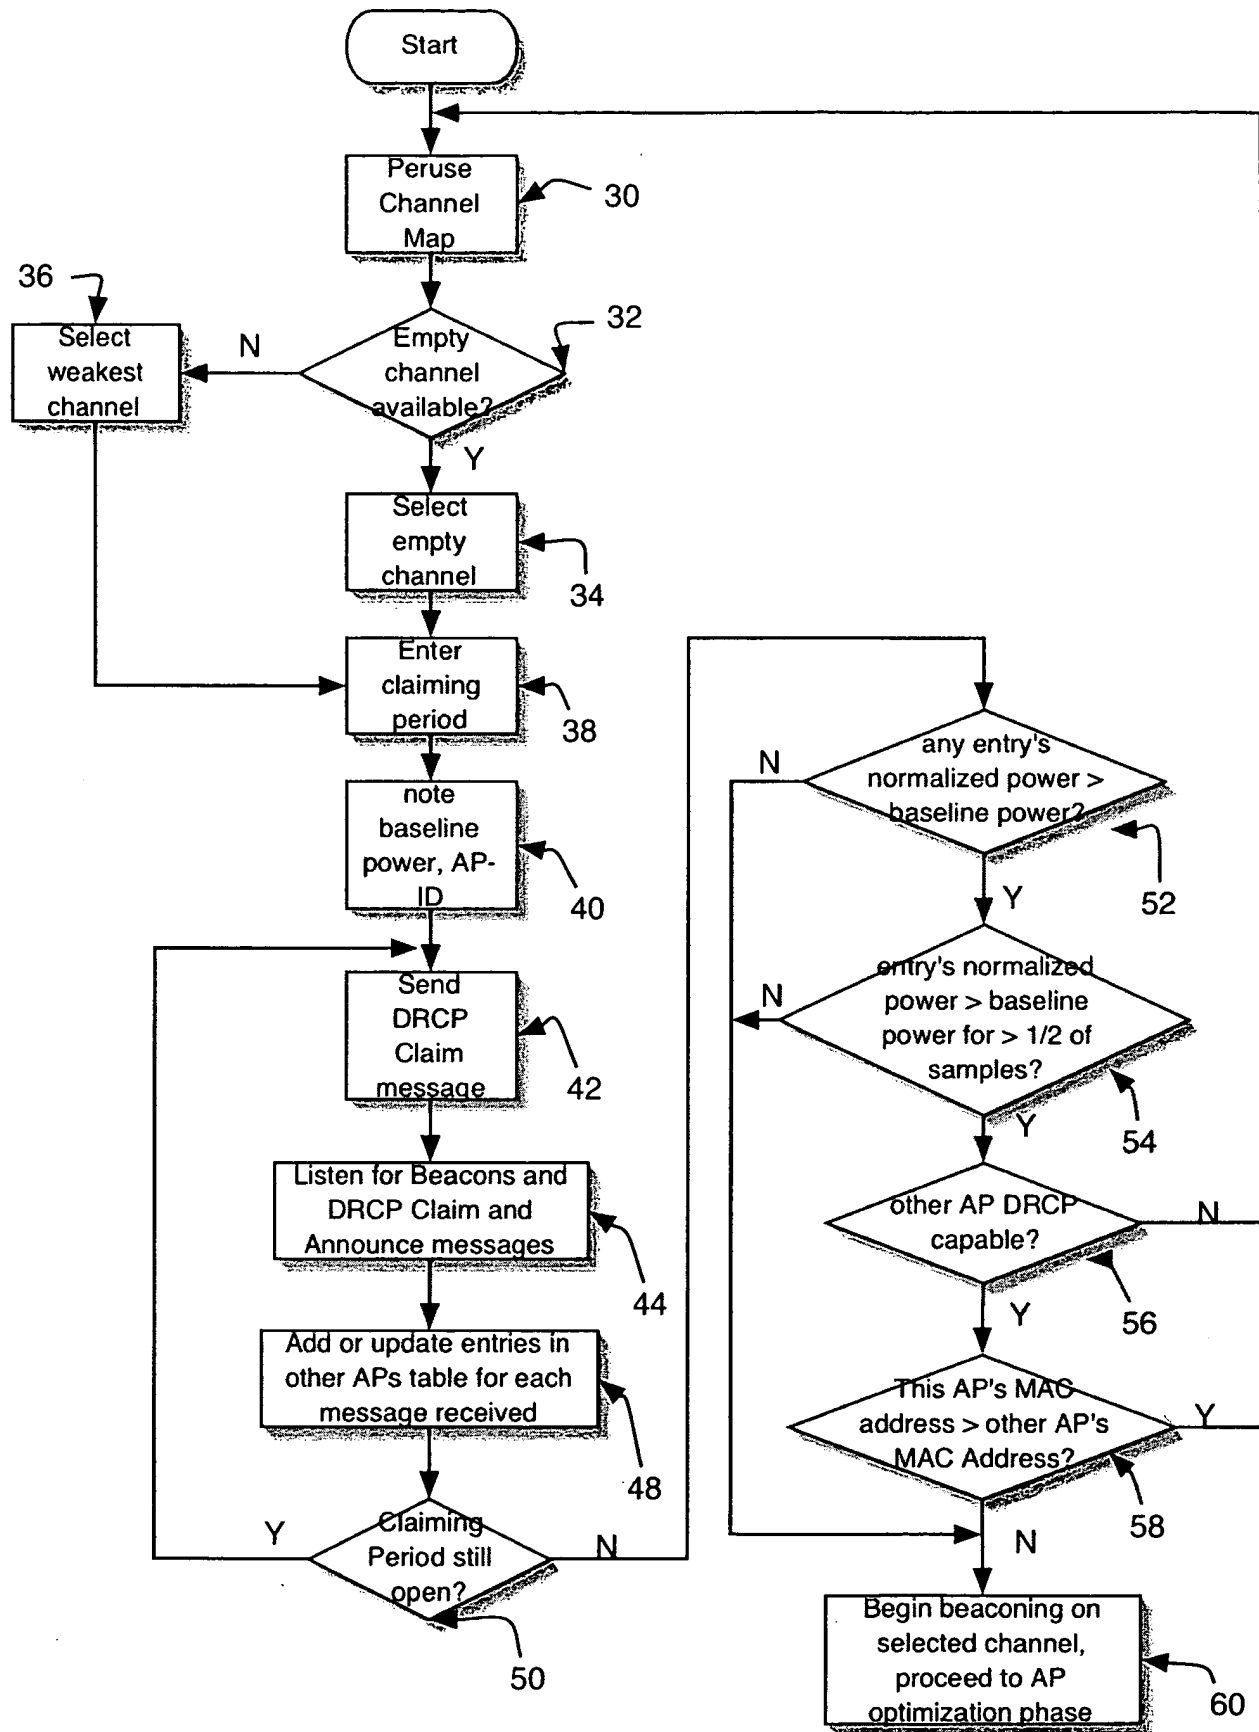 Start
Peruse
Channel
Map
30
36
Select
weakest
channel
N
Empty
channel
available?
32
Y
Select
empty
channel
34
Enter
claiming
period
38
note
baseline
power, AP-
ID
40
Send
DRCP
Claim
message
42
Listen for Beacons and
DRCP Claim and
Announce messages
44
Add or update entries in
other APs table for each
message received
48
Y
Claiming
Period still
open?
N
50
N
any entry's
normalized power >
baseline power?
52
Y
N
entry's normalized
power > baseline
power for > 1/2 of
samples?
54
Y
other AP DRCP
capable?
N
56
Y
This AP's MAC
address > other AP's
MAC Address?
Y
58
N
Begin beaconing on
selected channel,
proceed to AP
optimization phase
60